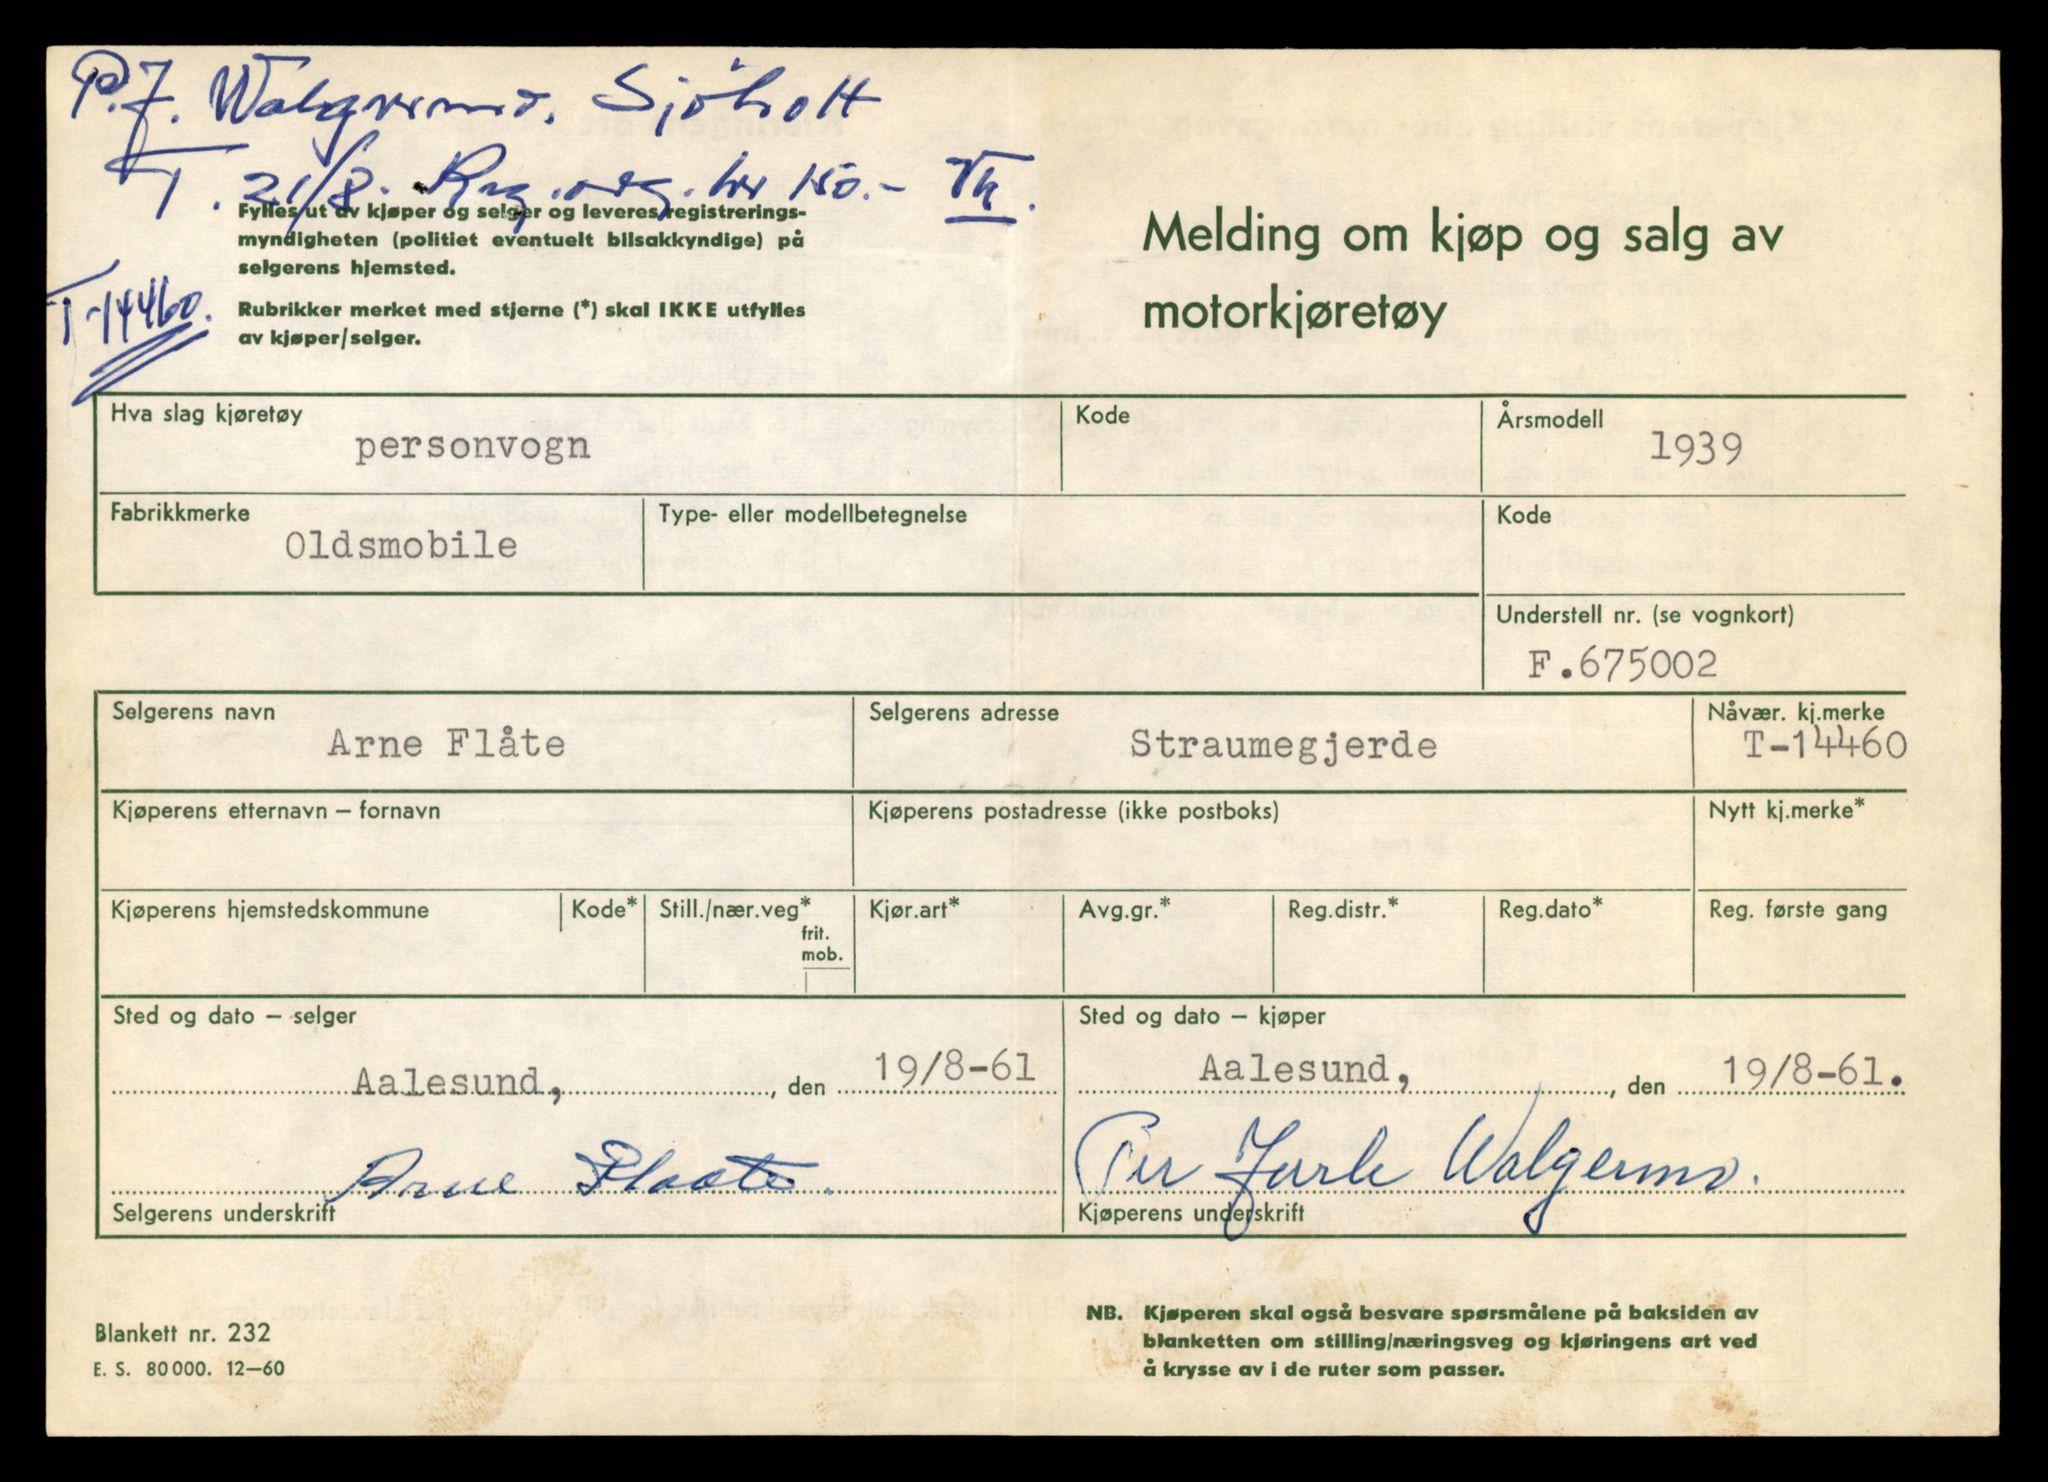 P.J. Walgermo. Sjøholt
T. 21/8. Reg. avg. kr 150.- Th.
T-14460.
Fylles ut av kjøper og selger og leveres registrerings-
myndigheten (politiet eventuelt bilsakkyndige) på
selgerens hjemsted.
Rubrikker merket med stjerne (*) skal IKKE utfylles
av kjøper/selger.
Melding om kjøp og salg av
motorkjøretøy
Hva slag kjøretøy
personvogn
Kode
Årsmodell
1939
Fabrikkmerke
Oldsmobile
Type- eller modellbetegnelse
Kode
Understell nr. (se vognkort)
F.675002
Selgerens navn
Arne Flåte
Selgerens adresse
Straumegjerde
Nåvær. kj.merke
T-14460
Kjøperens etternavn – fornavn
Kjøperens postadresse (ikke postboks)
Nytt kj.merke*
Kjøperens hjemstedskommune
Kode*
Still./nær.veg*
frit.
mob.
Kjør.art*
Avg.gr.*
Reg.distr.*
Reg.dato*
Reg. første gang
Sted og dato – selger
Aalesund, , den 19/8-61
Arne Flaate.
Selgerens underskrift
Sted og dato – kjøper
Aalesund, , den 19/8-61.
Per Jarle Walgermo.
Kjøperens underskrift
Blankett nr. 232
E. S. 80 000. 12–60
NB. Kjøperen skal også besvare spørsmålene på baksiden av
blanketten om stilling/næringsveg og kjøringens art ved
å krysse av i de ruter som passer.